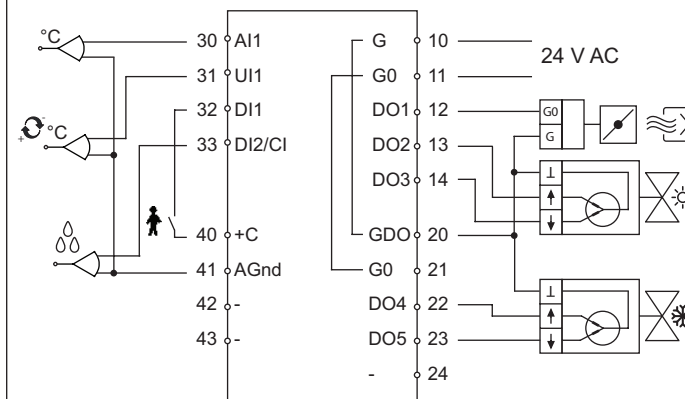 °C
30 AI1
G 10
24 V AC
31 UI1
G0 11
32 DI1
DO1 12
G0
+ - °C
33 DI2/CI
DO2 13
G
DO3 14
⊥
40 +C
GDO 20
41 AGnd
G0 21
42 -
DO4 22
⊥
43 -
DO5 23
- 24